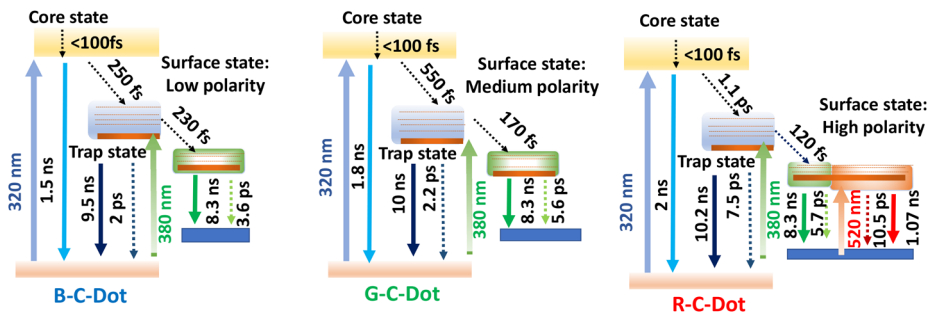 Core state
<100fs
250 fs
Surface state:
Low polarity
230 fs
Trap state
320 nm
1.5 ns
9.5 ns
2 ps
380 nm
8.3 ns
3.6 ps
B-C-Dot
Core state
<100 fs
550 fs
Surface state:
Medium polarity
170 fs
Trap state
320 nm
1.8 ns
10 ns
2.2 ps
380 nm
8.3 ns
5.6 ps
G-C-Dot
Core state
<100 fs
1.1 ps
Surface state:
High polarity
120 fs
Trap state
320 nm
2 ns
10.2 ns
7.5 ps
380 nm
8.3 ns
5.7 ps
520 nm
10.5 ps
1.07 ns
R-C-Dot